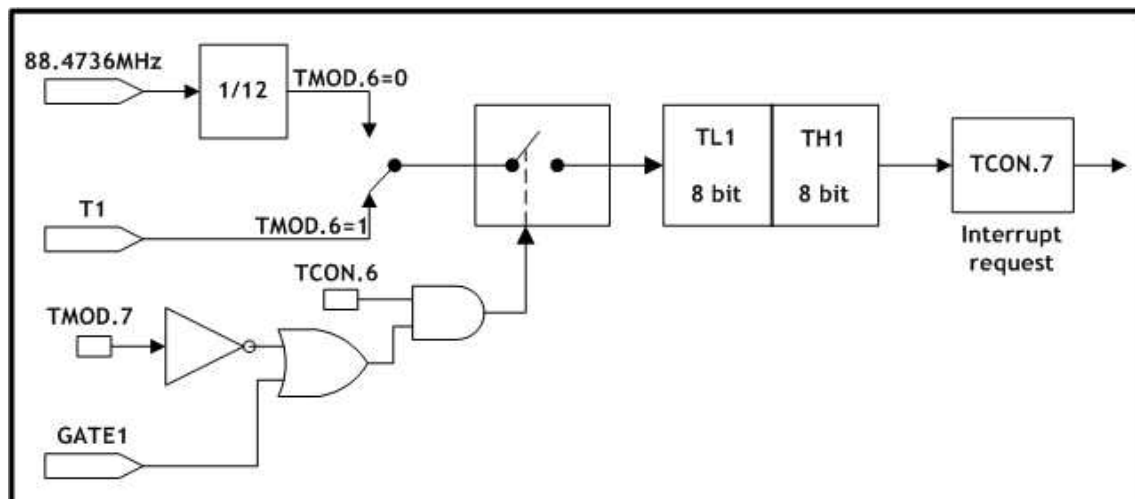 88.4736MHz
1/12
TMOD.6=0
T1
TMOD.6=1
TL1
8 bit
TH1
8 bit
TCON.7
Interrupt
request
TCON.6
TMOD.7
GATE1